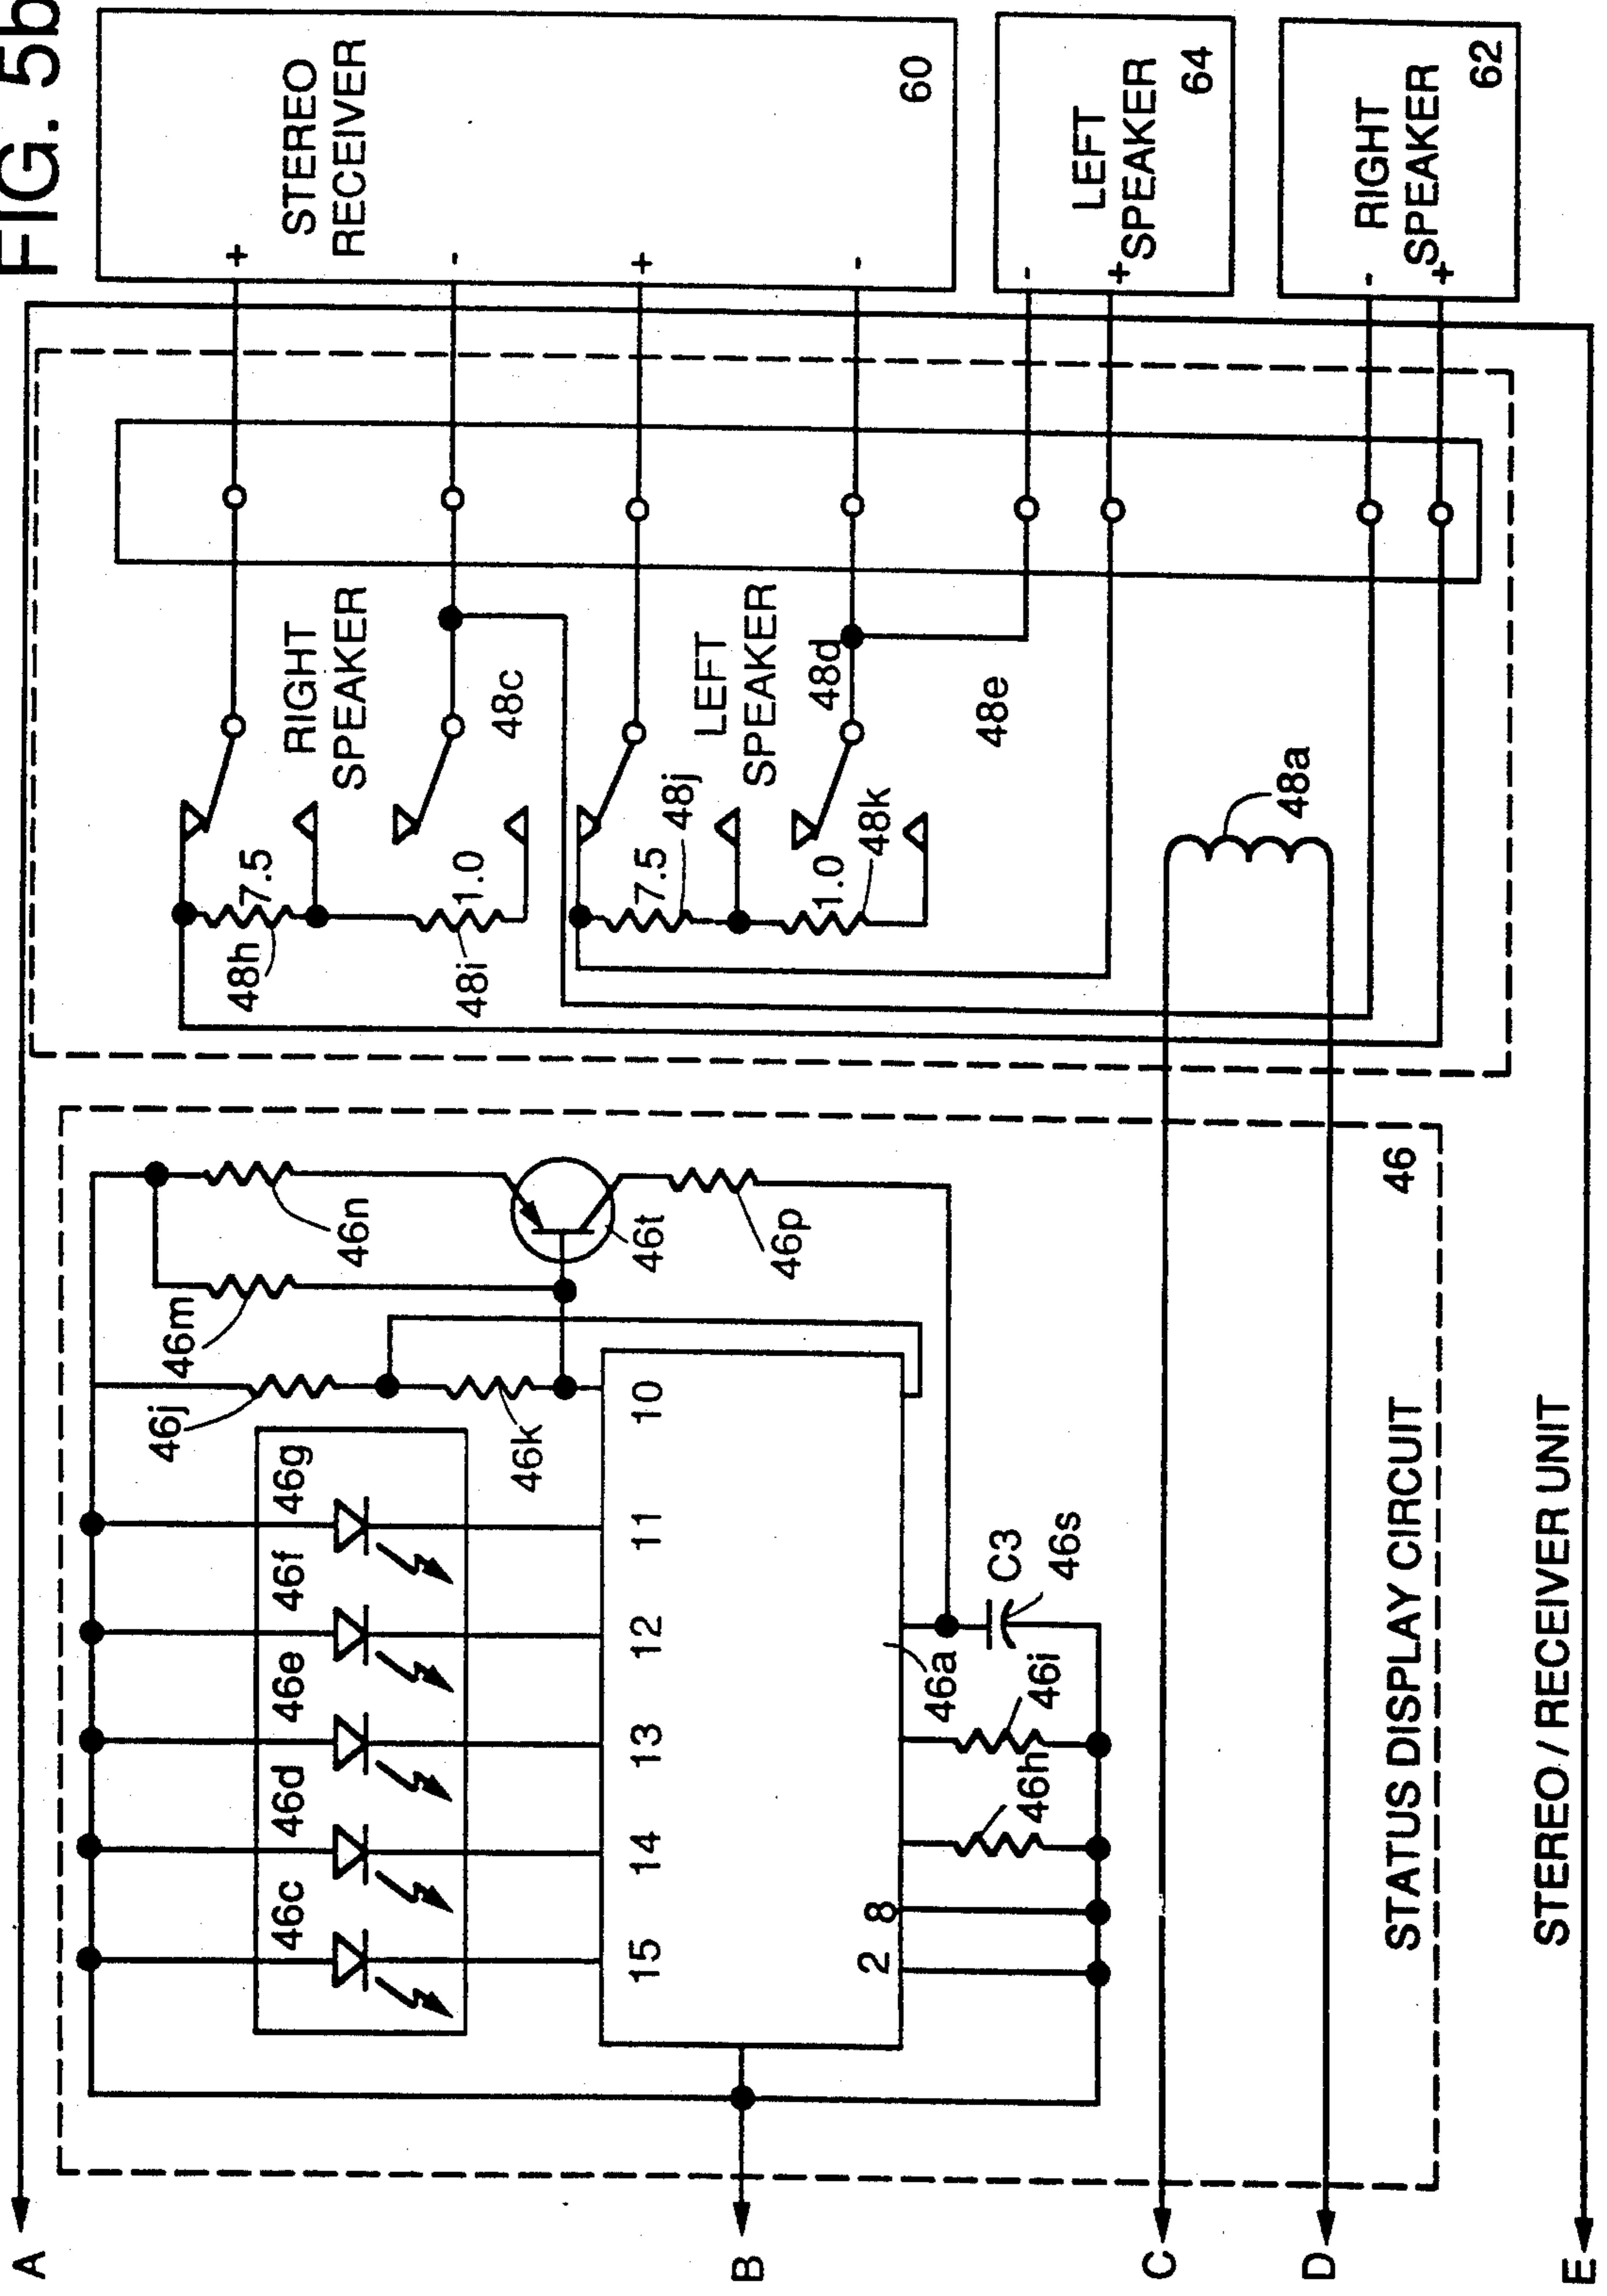 FIG. 5b
A
B
C
D
E
STEREO
RECEIVER
60
+
-
+
-
LEFT
SPEAKER
64
-
+
RIGHT
SPEAKER
62
-
+
RIGHT
SPEAKER
48c
LEFT
SPEAKER
48d
48e
7.5
48h
1.0
48i
7.5
48j
1.0
48k
48a
46n
46m
46t
46p
46j
46k
46c
46d
46e
46f
46g
15
14
13
12
11
10
2
8
46h
46i
46a
C3
46s
46
STATUS DISPLAY CIRCUIT
STEREO / RECEIVER UNIT